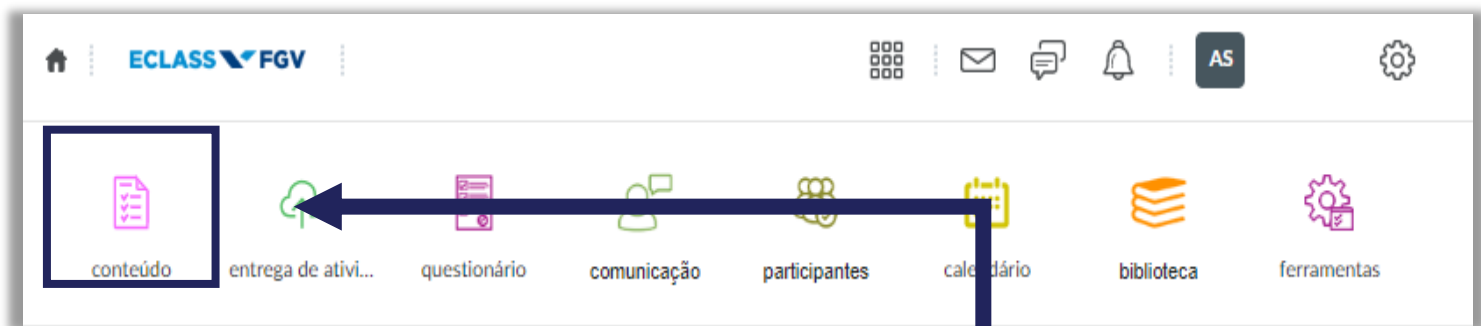 ECLASS FGV
AS
conteúdo
entrega de ativi...
questionário
comunicação
participantes
calendário
biblioteca
ferramentas